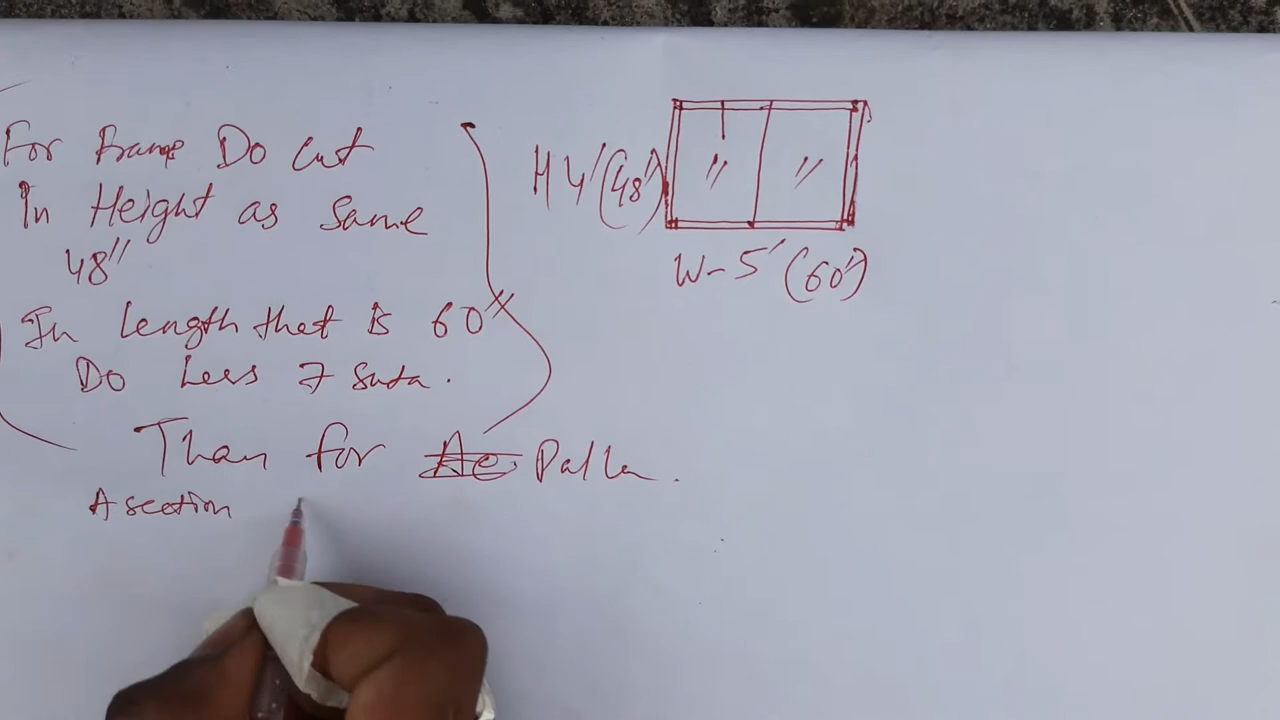 For Frame Do cut
In Height as same
48"
In length that is 60"
Do Less 7 suta.
Than for Palla.
A section
H 4' (48")
W- 5' (60")